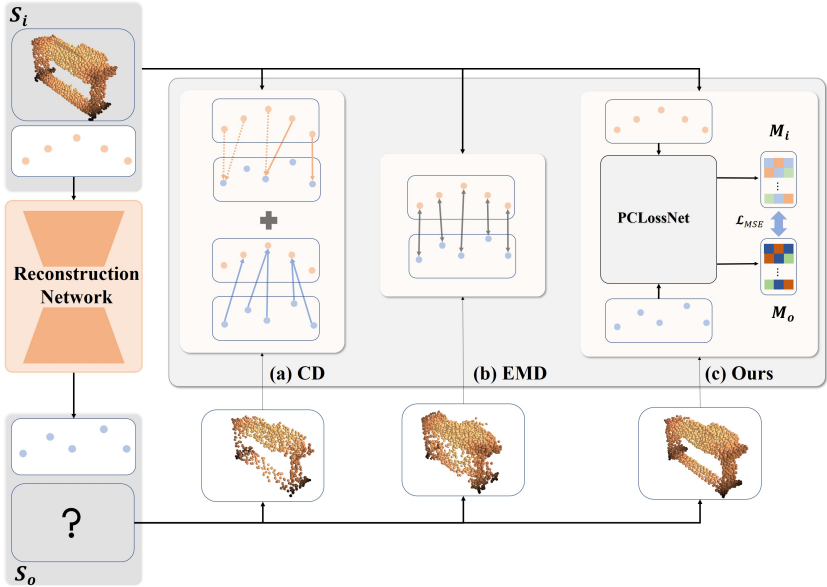 S_i
Reconstruction
Network
?
S_o
(a) CD
(b) EMD
PCLossNet
M_i
⋮
ℒ_MSE
⋮
M_o
(c) Ours